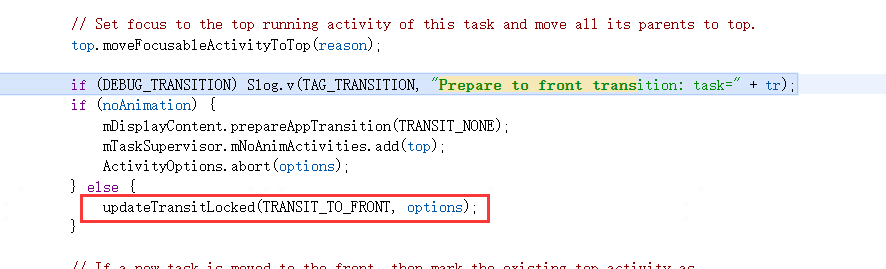 // Set focus to the top running activity of this task and move all its parents to top.
top.moveFocusableActivityToTop(reason);
if (DEBUG_TRANSITION) Slog.v(TAG_TRANSITION, "Prepare to front transition: task=" + tr);
if (noAnimation) {
mDisplayContent.prepareAppTransition(TRANSIT_NONE);
mTaskSupervisor.mNoAnimActivities.add(top);
ActivityOptions.abort(options);
} else {
updateTransitLocked(TRANSIT_TO_FRONT, options);
}
// If a new task is moved to the front, then mark the existing top activity as